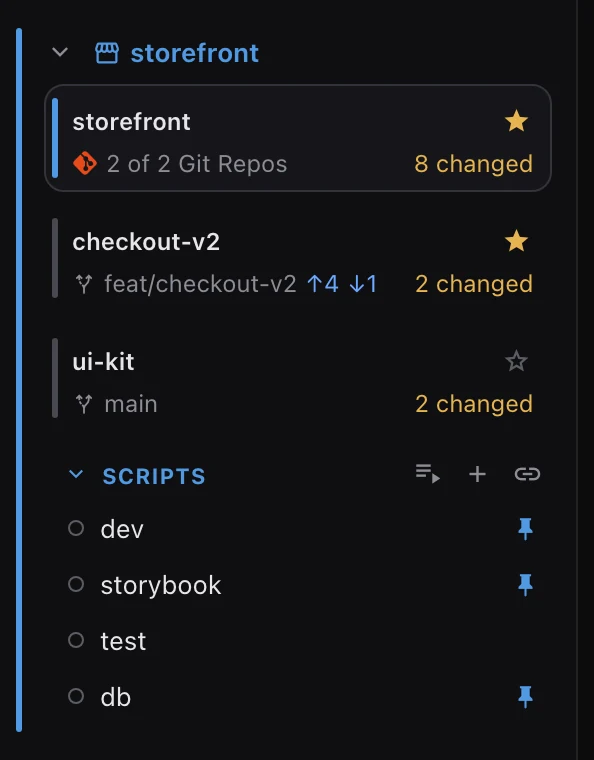 storefront
storefront
2 of 2 Git Repos 8 changed
checkout-v2
feat/checkout-v2 ↑4 ↓1 2 changed
ui-kit
main 2 changed
SCRIPTS
dev
storybook
test
db